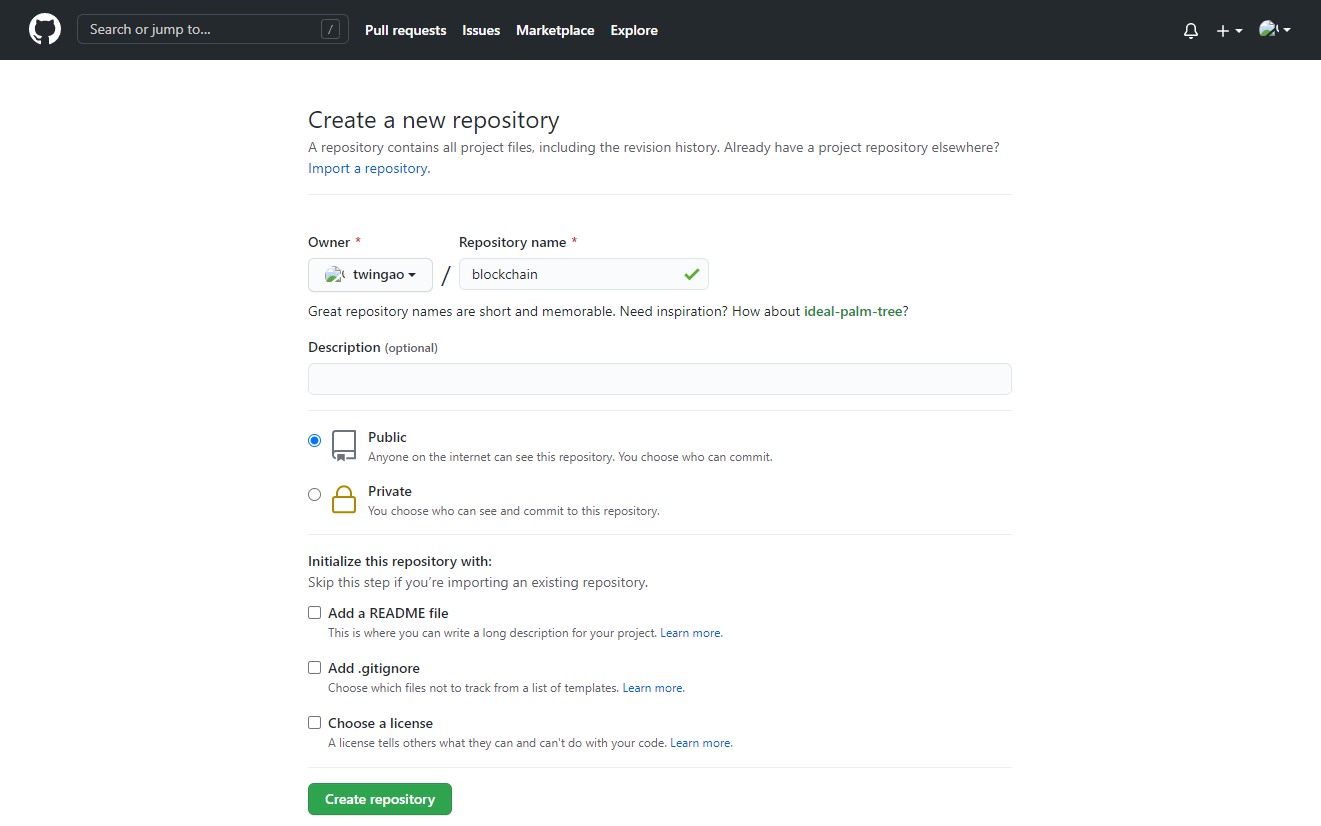 Search or jump to... /
Pull requests Issues Marketplace Explore
Create a new repository
A repository contains all project files, including the revision history. Already have a project repository elsewhere?
Import a repository.
Owner * Repository name *
twingao / blockchain
Great repository names are short and memorable. Need inspiration? How about ideal-palm-tree?
Description (optional)
Public
Anyone on the internet can see this repository. You choose who can commit.
Private
You choose who can see and commit to this repository.
Initialize this repository with:
Skip this step if you’re importing an existing repository.
Add a README file
This is where you can write a long description for your project. Learn more.
Add .gitignore
Choose which files not to track from a list of templates. Learn more.
Choose a license
A license tells others what they can and can't do with your code. Learn more.
Create repository